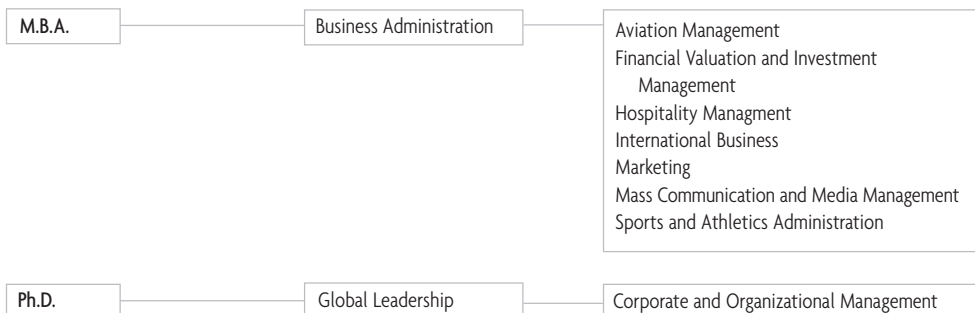 M.B.A.
Business Administration
Aviation Management
Financial Valuation and Investment
Management
Hospitality Managment
International Business
Marketing
Mass Communication and Media Management
Sports and Athletics Administration
Ph.D.
Global Leadership
Corporate and Organizational Management